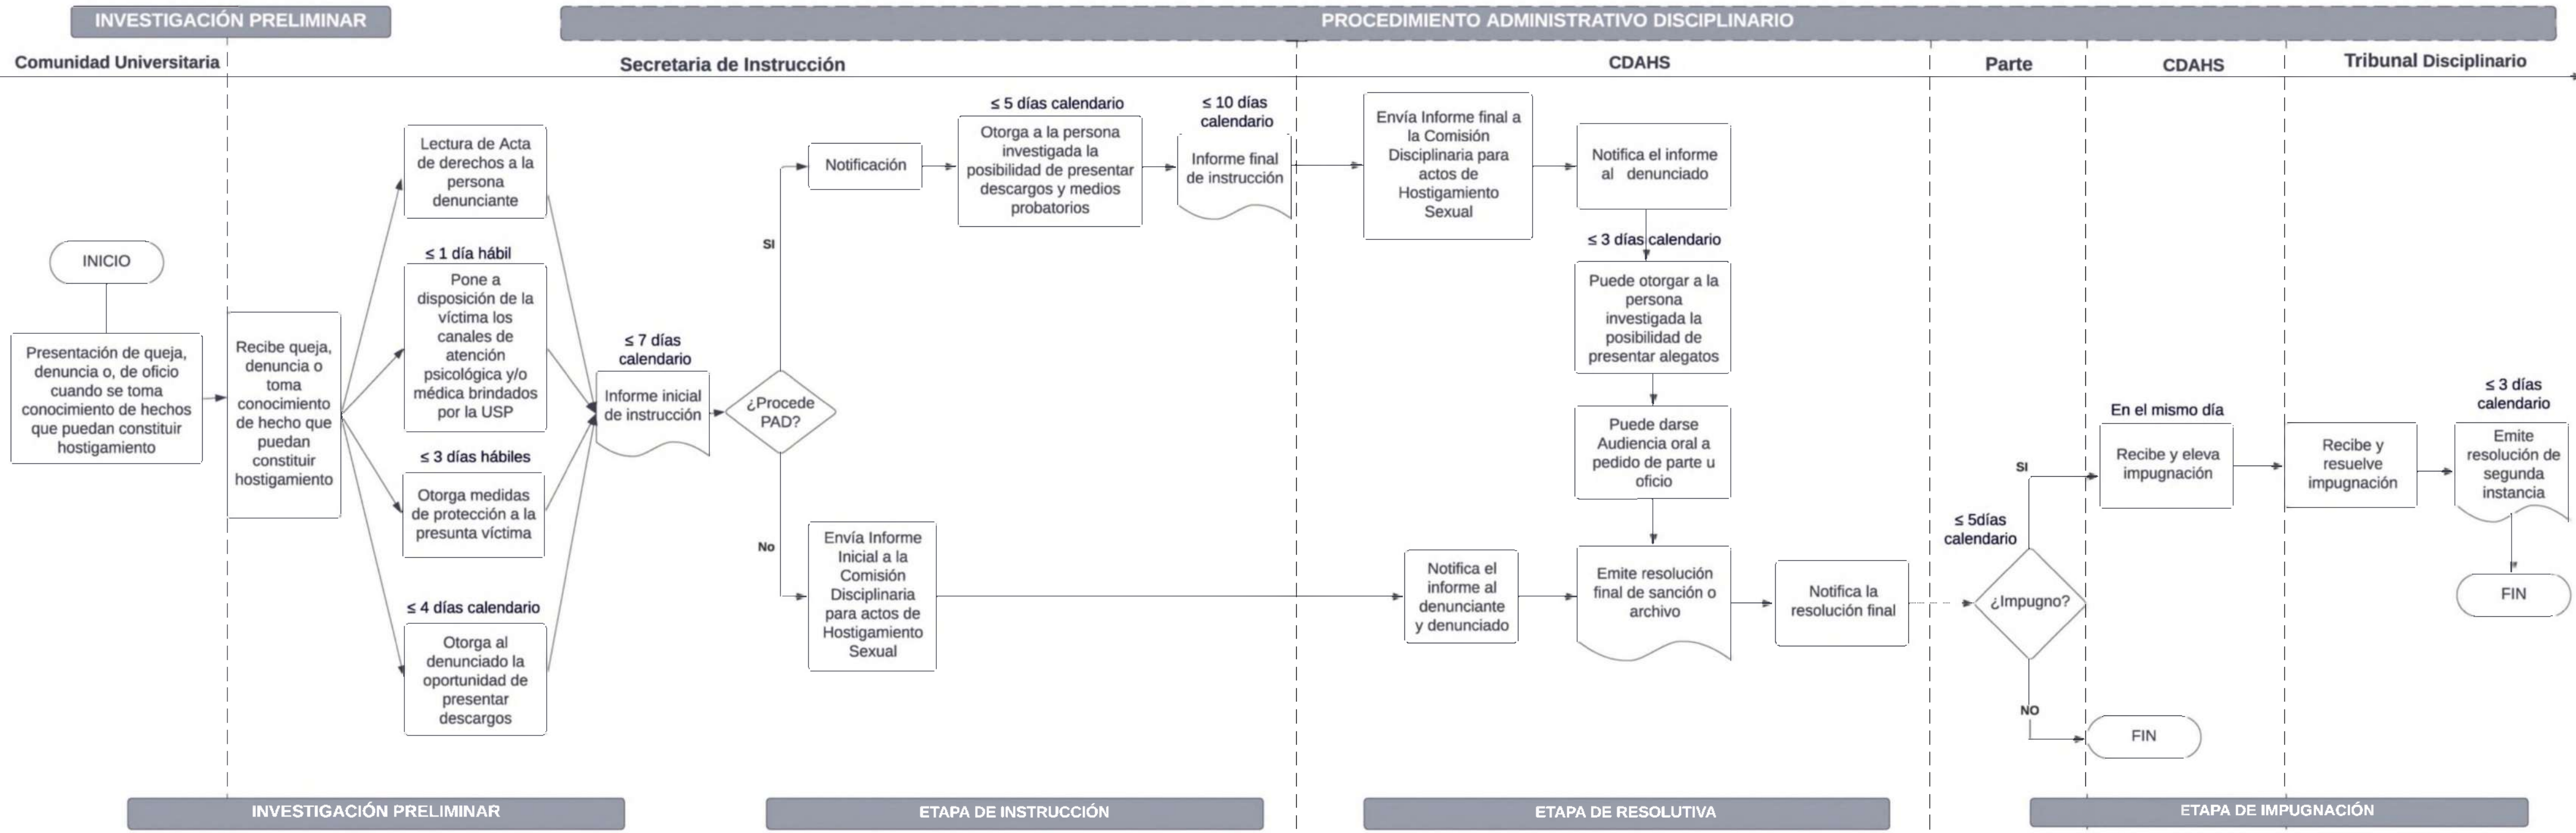 INVESTIGACIÓN PRELIMINAR
PROCEDIMIENTO ADMINISTRATIVO DISCIPLINARIO
Comunidad Universitaria
Secretaria de Instrucción
CDAHS
Parte
CDAHS
Tribunal Disciplinario
INICIO
Presentación de queja,
denuncia o, de oficio
cuando se toma
conocimiento de hechos
que puedan constituir
hostigamiento
Recibe queja,
denuncia o
toma
conocimiento
de hecho que
puedan
constituir
hostigamiento
Lectura de Acta
de derechos a la
persona
denunciante
≤ 1 día hábil
Pone a
disposición de la
víctima los
canales de
atención
psicológica y/o
médica brindados
por la USP
≤ 3 días hábiles
Otorga medidas
de protección a la
presunta víctima
≤ 4 días calendario
Otorga al
denunciado la
oportunidad de
presentar
descargos
≤ 7 días
calendario
Informe inicial
de instrucción
¿Procede
PAD?
SI
Notificación
≤ 5 días calendario
Otorga a la persona
investigada la
posibilidad de presentar
descargos y medios
probatorios
≤ 10 días
calendario
Informe final
de instrucción
No
Envía Informe
Inicial a la
Comisión
Disciplinaria
para actos de
Hostigamiento
Sexual
Envía Informe final a
la Comisión
Disciplinaria para
actos de
Hostigamiento
Sexual
Notifica el informe
al denunciado
≤ 3 días calendario
Puede otorgar a la
persona
investigada la
posibilidad de
presentar alegatos
Puede darse
Audiencia oral a
pedido de parte u
oficio
Notifica el
informe al
denunciante
y denunciado
Emite resolución
final de sanción o
archivo
Notifica la
resolución final
≤ 5días
calendario
¿Impugno?
SI
NO
FIN
En el mismo día
Recibe y eleva
impugnación
Recibe y
resuelve
impugnación
≤ 3 días
calendario
Emite
resolución de
segunda
instancia
FIN
INVESTIGACIÓN PRELIMINAR
ETAPA DE INSTRUCCIÓN
ETAPA DE RESOLUTIVA
ETAPA DE IMPUGNACIÓN